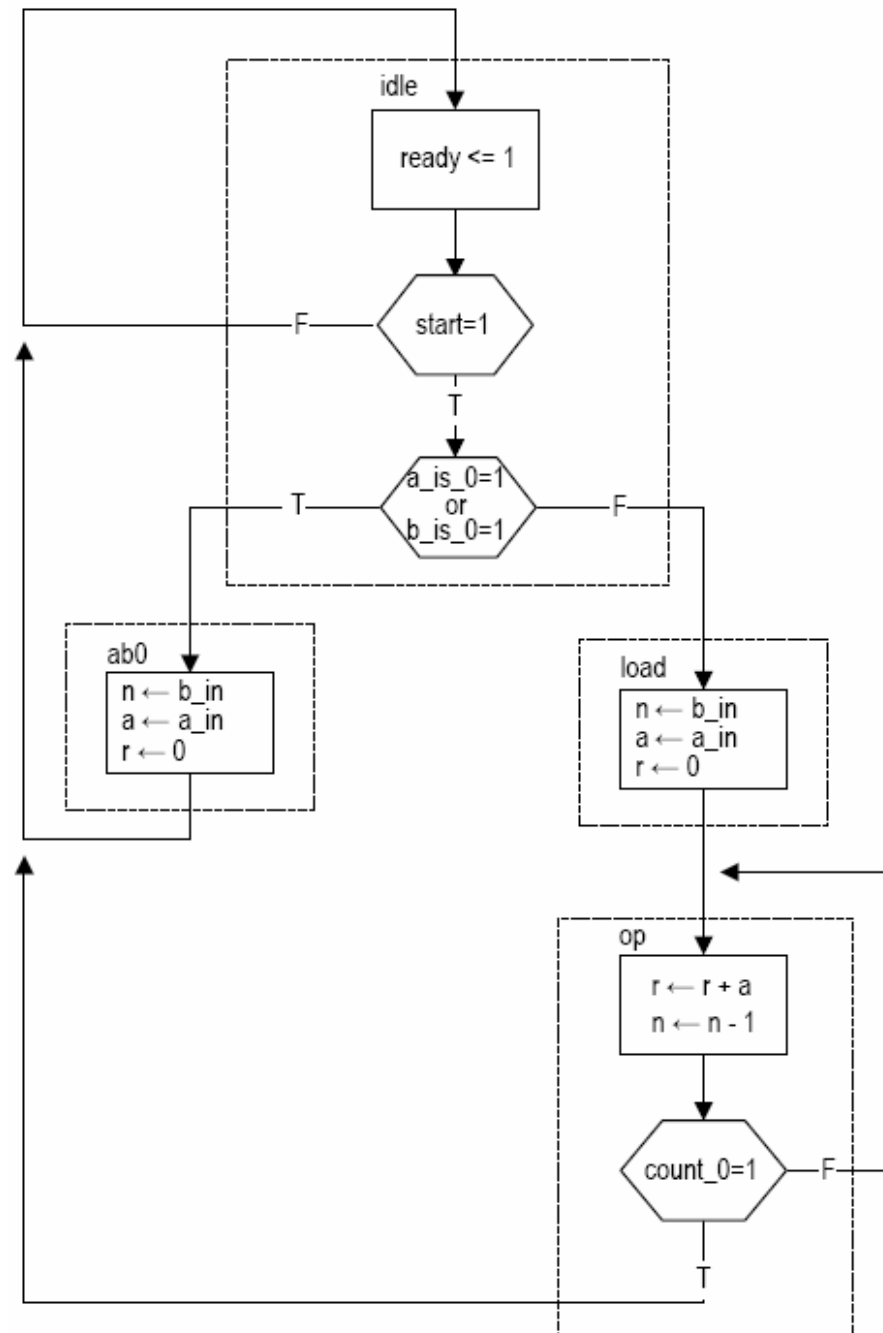 idle
ready <= 1
start=1
F
T
a_is_0=1
or
b_is_0=1
T
F
ab0
n ← b_in
a ← a_in
r ← 0
load
n ← b_in
a ← a_in
r ← 0
op
r ← r + a
n ← n - 1
count_0=1
F
T